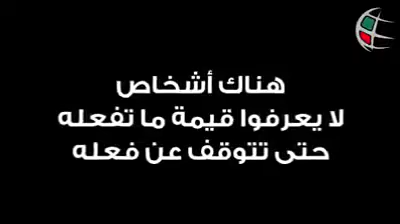 هناك أشخاص
لا يعرفوا قيمة ما تفعله
حتى تتوقف عن فعله